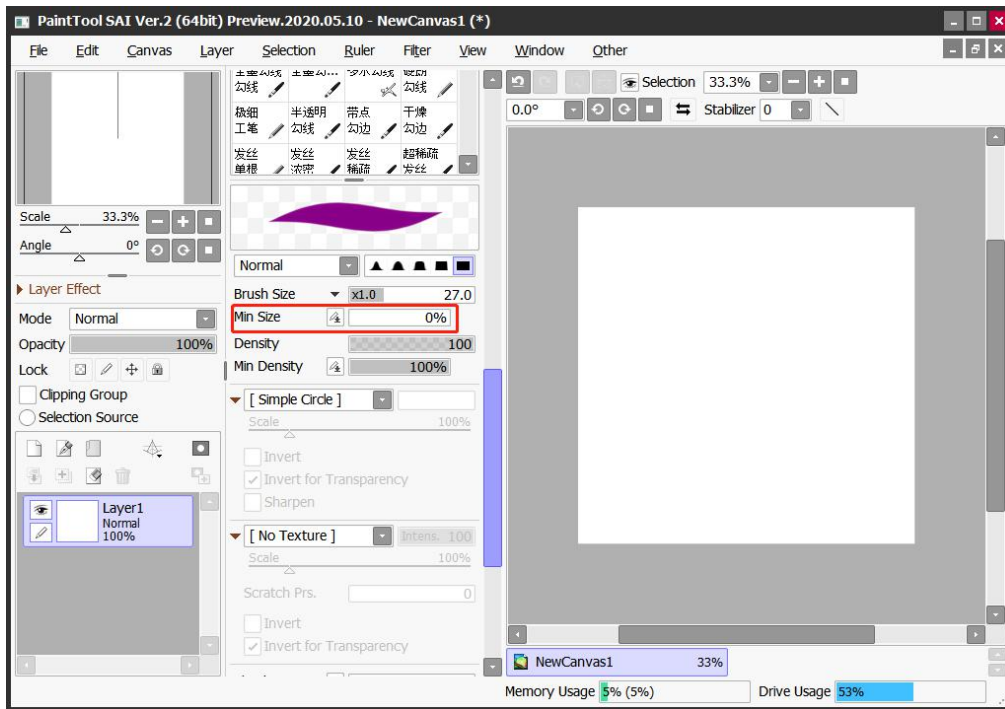 PaintTool SAI Ver.2 (64bit) Preview.2020.05.10 - NewCanvas1 (*)
File Edit Canvas Layer Selection Ruler Filter View Window Other
勾线 勾线
极细 半透明 带点 干燥
工笔 勾线 勾边 勾边
发丝 发丝 发丝 超稀疏
单根 浓密 稀疏 发丝
Selection 33.3%
0.0° Stabilizer 0
Scale 33.3%
Angle 0°
Layer Effect
Mode Normal
Opacity 100%
Lock
Clipping Group
Selection Source
Layer1
Normal
100%
Normal
Brush Size x1.0 27.0
Min Size 0%
Density 100
Min Density 100%
[ Simple Circle ]
Scale 100%
Invert
Invert for Transparency
Sharpen
[ No Texture ] Intens. 100
Scale 100%
Scratch Prs. 0
Invert
Invert for Transparency
NewCanvas1 33%
Memory Usage 5% (5%) Drive Usage 53%